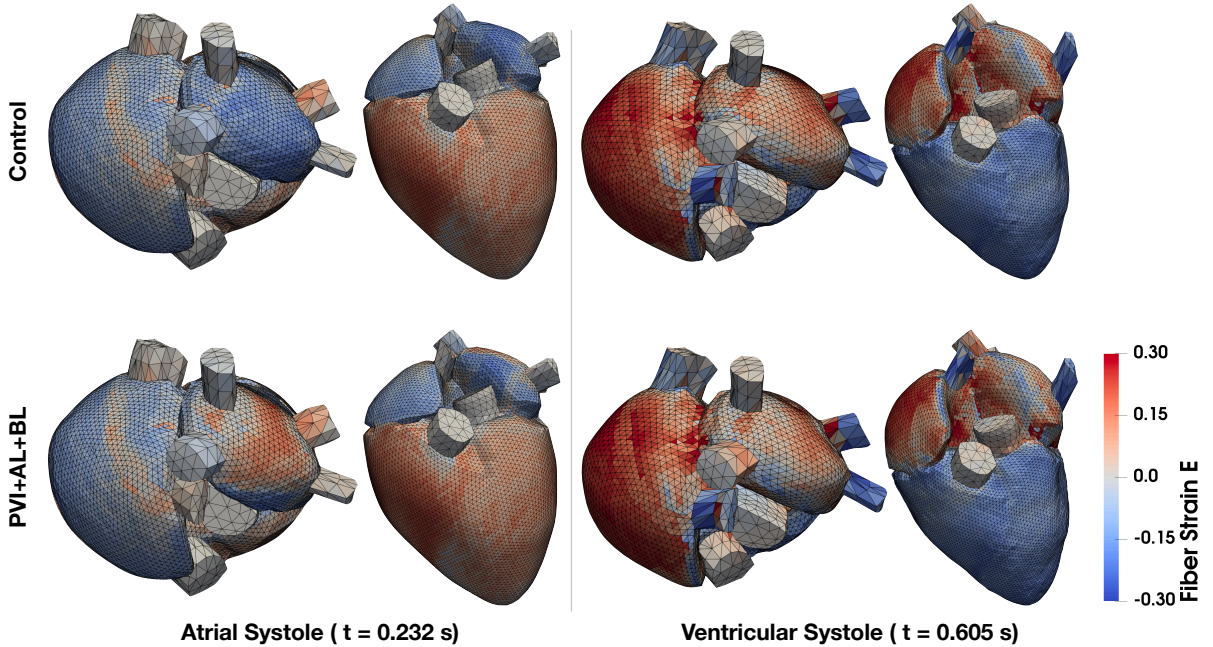 Control
PVI+AL+BL
0.30
0.15
0.0
-0.15
-0.30
Fiber Strain E
Atrial Systole ( t = 0.232 s)
Ventricular Systole ( t = 0.605 s)